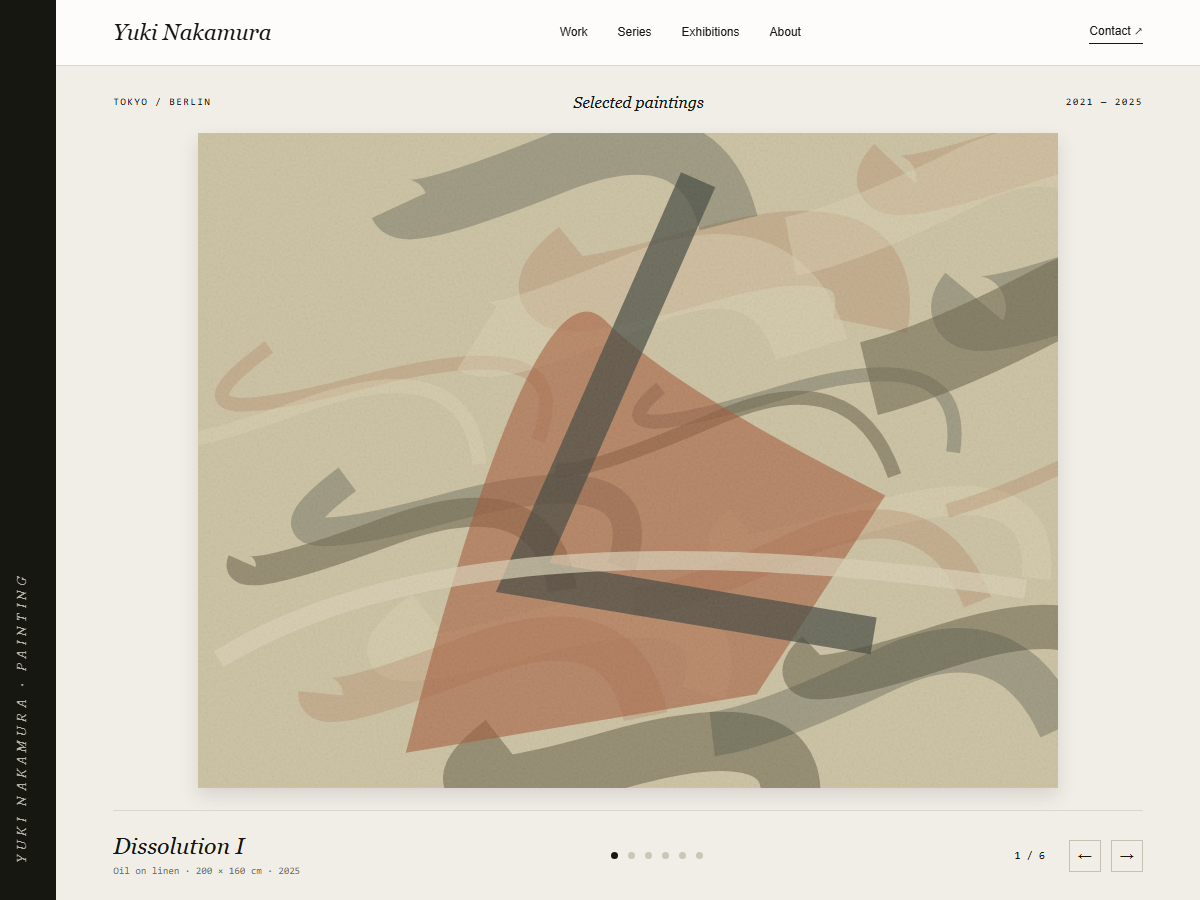 Yuki Nakamura
Work
Series
Exhibitions
About
Contact ↗
TOKYO / BERLIN
Selected paintings
2021 — 2025
YUKI NAKAMURA · PAINTING
Dissolution I
Oil on linen · 200 × 160 cm · 2025
1 / 6
← →